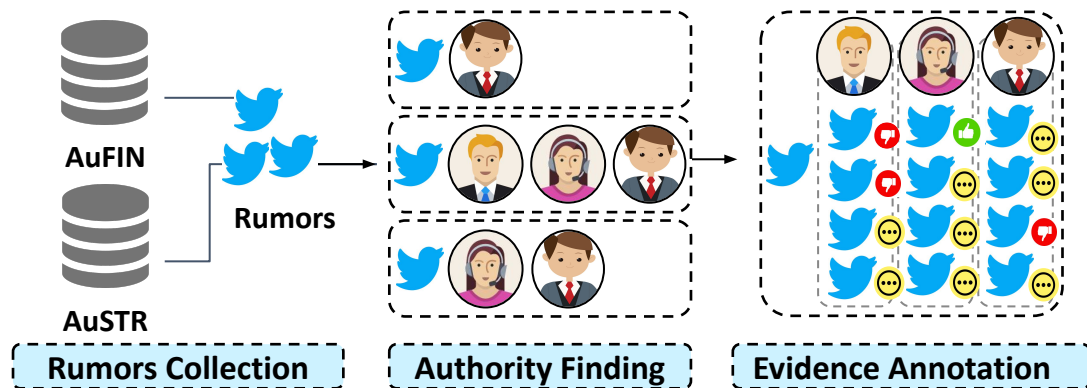 AuFIN
Rumors
AuSTR
Rumors Collection
Authority Finding
Evidence Annotation